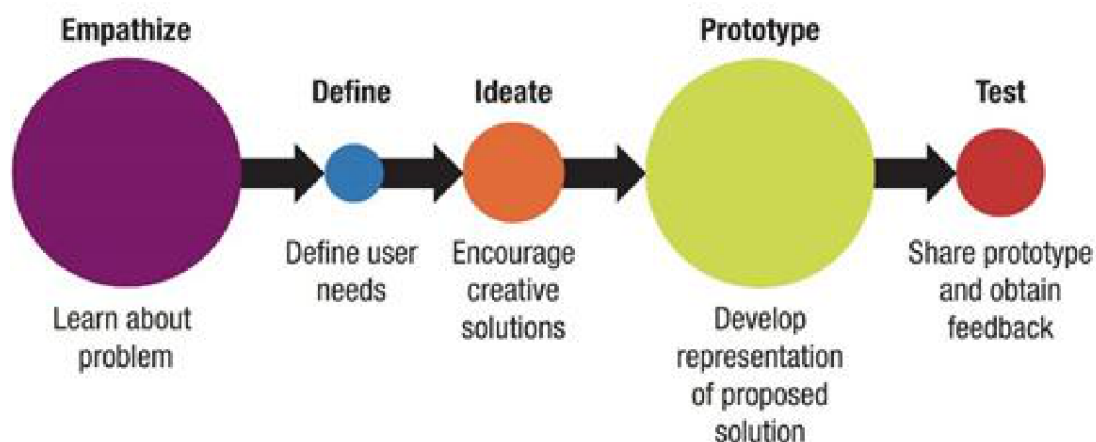 Empathize
Learn about
problem
Define
Define user
needs
Ideate
Encourage
creative
solutions
Prototype
Develop
representation
of proposed
solution
Test
Share prototype
and obtain
feedback